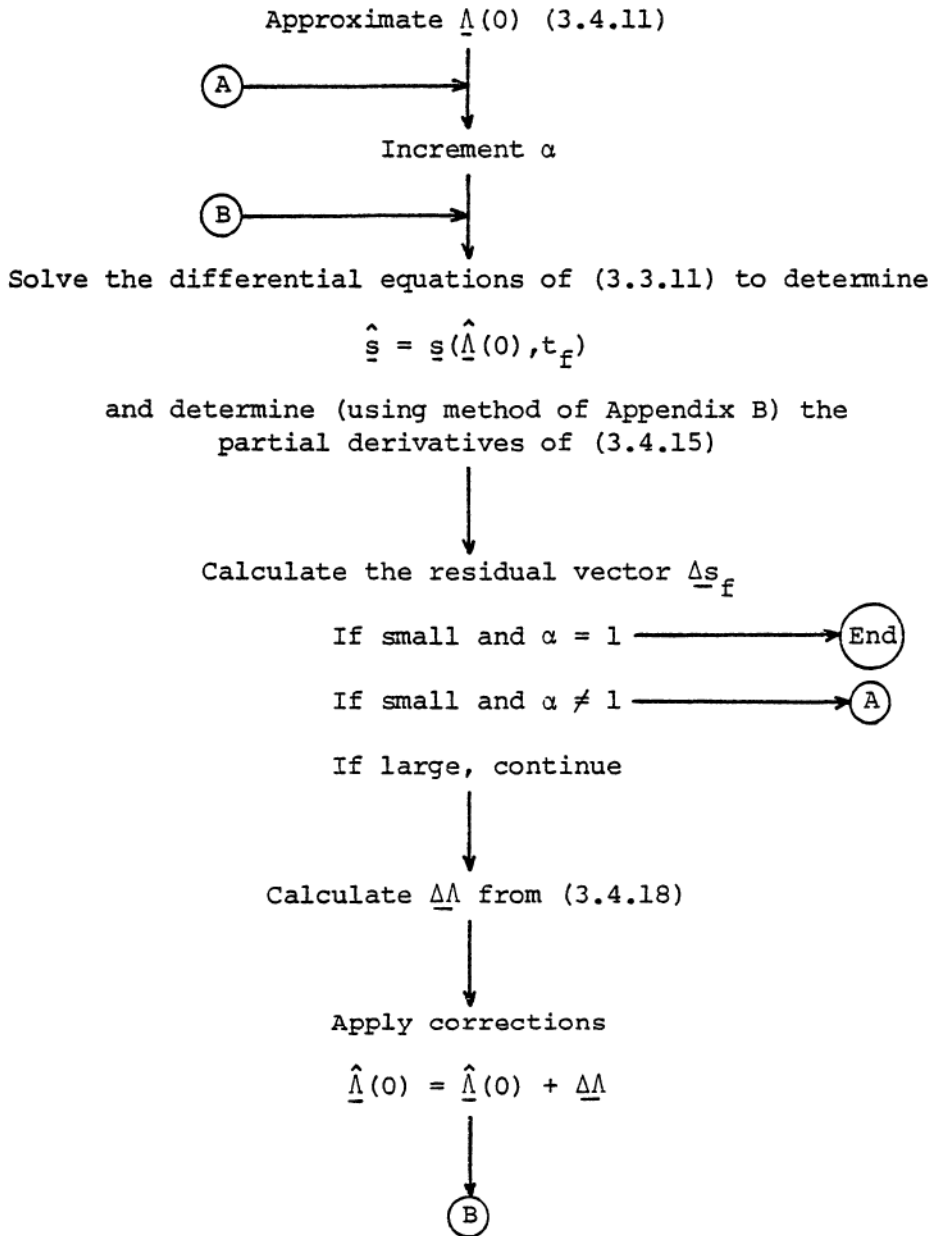 Approximate Λ(0) (3.4.11)
A
Increment α
B
Solve the differential equations of (3.3.11) to determine
ŝ = s(Λ̂(0),t_f)
and determine (using method of Appendix B) the
partial derivatives of (3.4.15)
Calculate the residual vector Δs_f
If small and α = 1
End
If small and α ≠ 1
A
If large, continue
Calculate ΔΛ from (3.4.18)
Apply corrections
Λ̂(0) = Λ̂(0) + ΔΛ
B